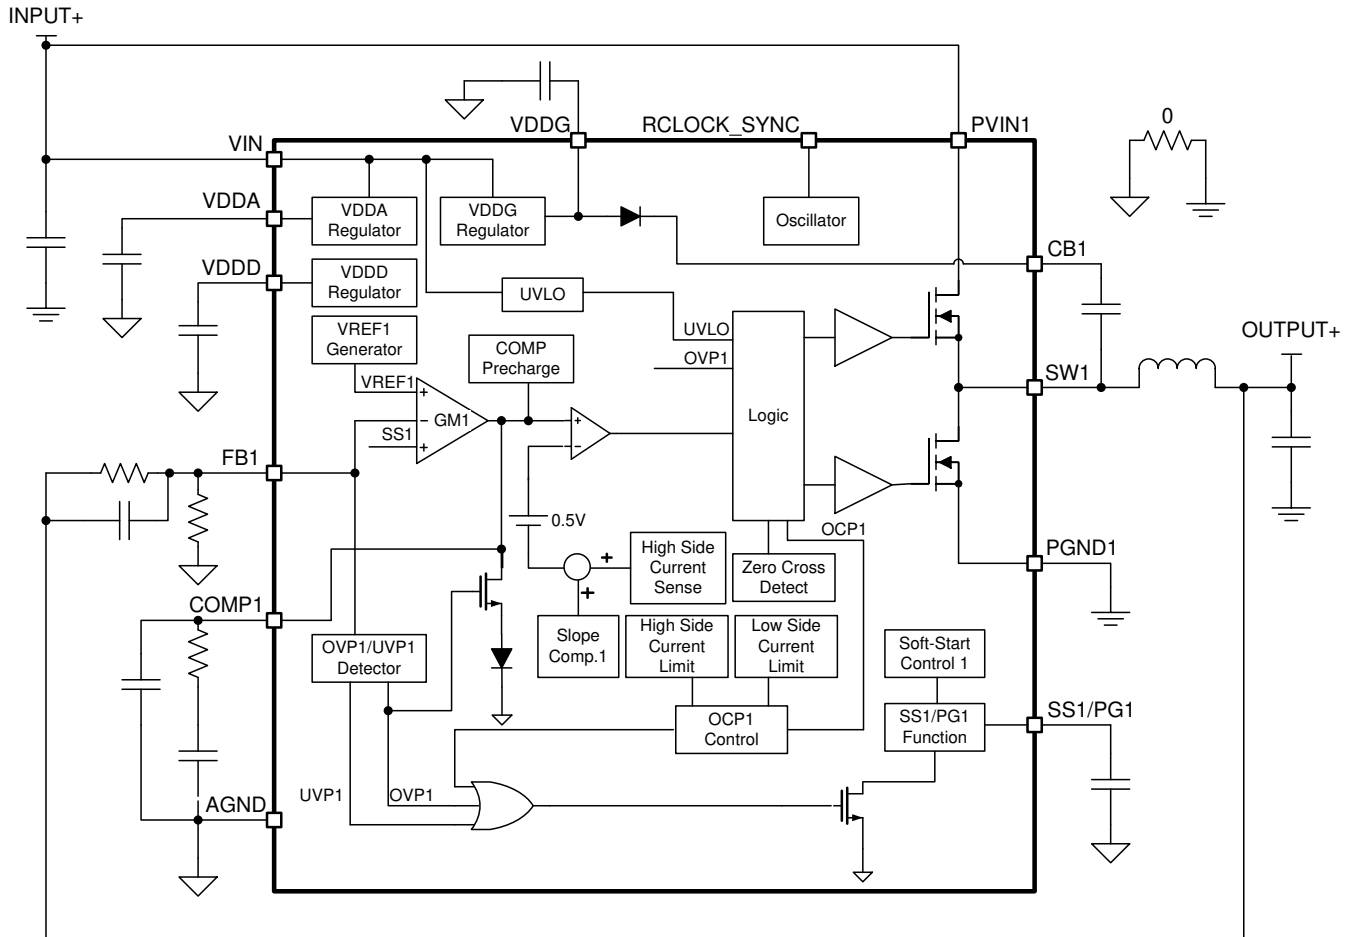 INPUT+
0
VDDG
RCLOCK_SYNC
PVIN1
VIN
VDDA
VDDA
Regulator
VDDG
Regulator
Oscillator
CB1
VDDD
VDDD
Regulator
UVLO
VREF1
Generator
COMP
Precharge
UVLO
OVP1
OUTPUT+
VREF1
+
SW1
GM1
−
+
−
Logic
SS1
+
FB1
0.5V
OCP1
High Side
Current
Sense
+
+
Zero Cross
Detect
PGND1
COMP1
Slope
Comp.1
High Side
Current
Limit
Low Side
Current
Limit
OVP1/UVP1
Detector
Soft-Start
Control 1
OCP1
Control
SS1/PG1
Function
SS1/PG1
UVP1
OVP1
AGND